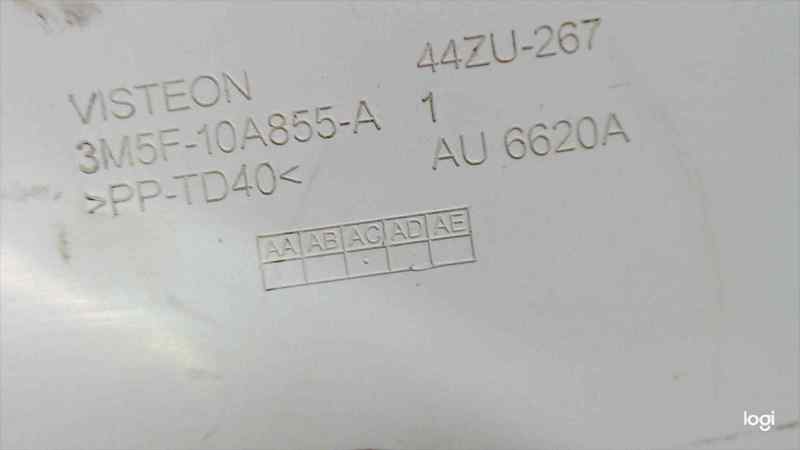 VISTEON 44ZU-267
3M5F-10A855-A 1
>PP-TD40< AU 6620A
AA AB AC AD AE
logi